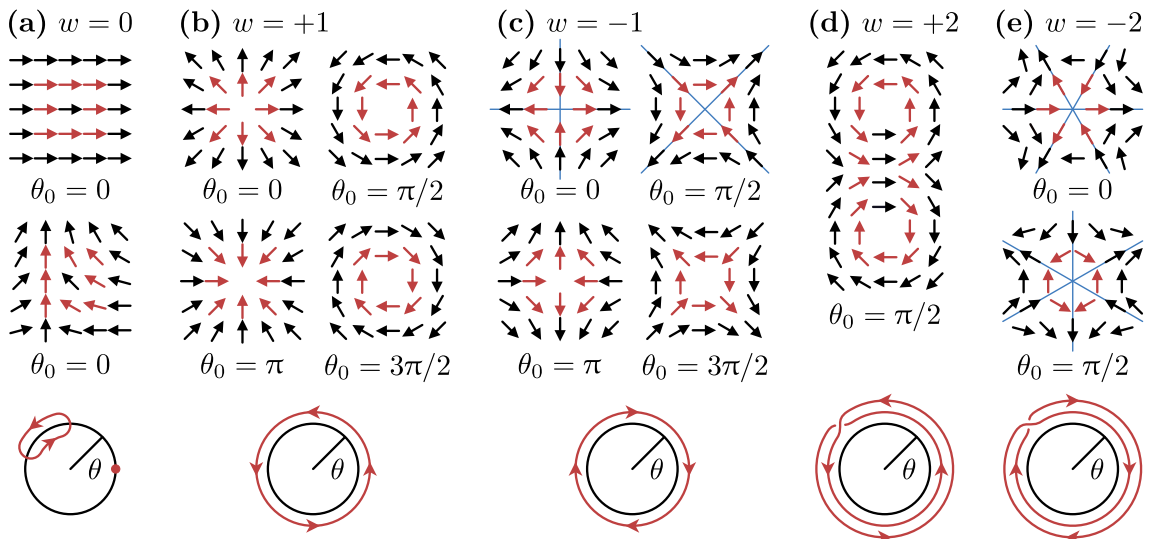 (a) w = 0
(b) w = +1
(c) w = −1
(d) w = +2
(e) w = −2
θ₀ = 0
θ₀ = 0
θ₀ = π/2
θ₀ = 0
θ₀ = π/2
θ₀ = 0
θ₀ = 0
θ₀ = π
θ₀ = 3π/2
θ₀ = π
θ₀ = 3π/2
θ₀ = π/2
θ₀ = π/2
θ
θ
θ
θ
θ